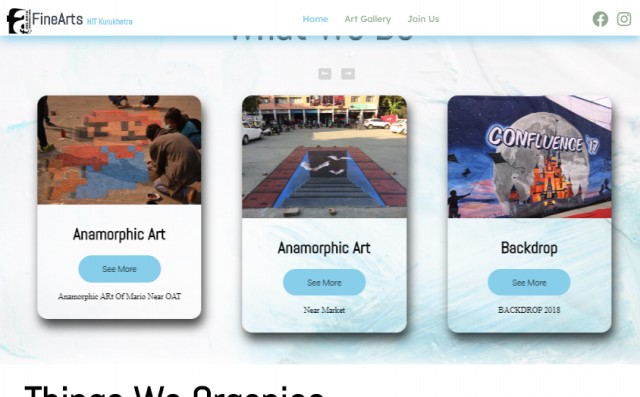 FineArts NIT Kurukhetra
Home Art Gallery Join Us
What We Do
CONFLUENCE '17
Anamorphic Art
See More
Anamorphic ARt Of Mario Near OAT
Anamorphic Art
See More
Near Market
Backdrop
See More
BACKDROP 2018
Things We Organise